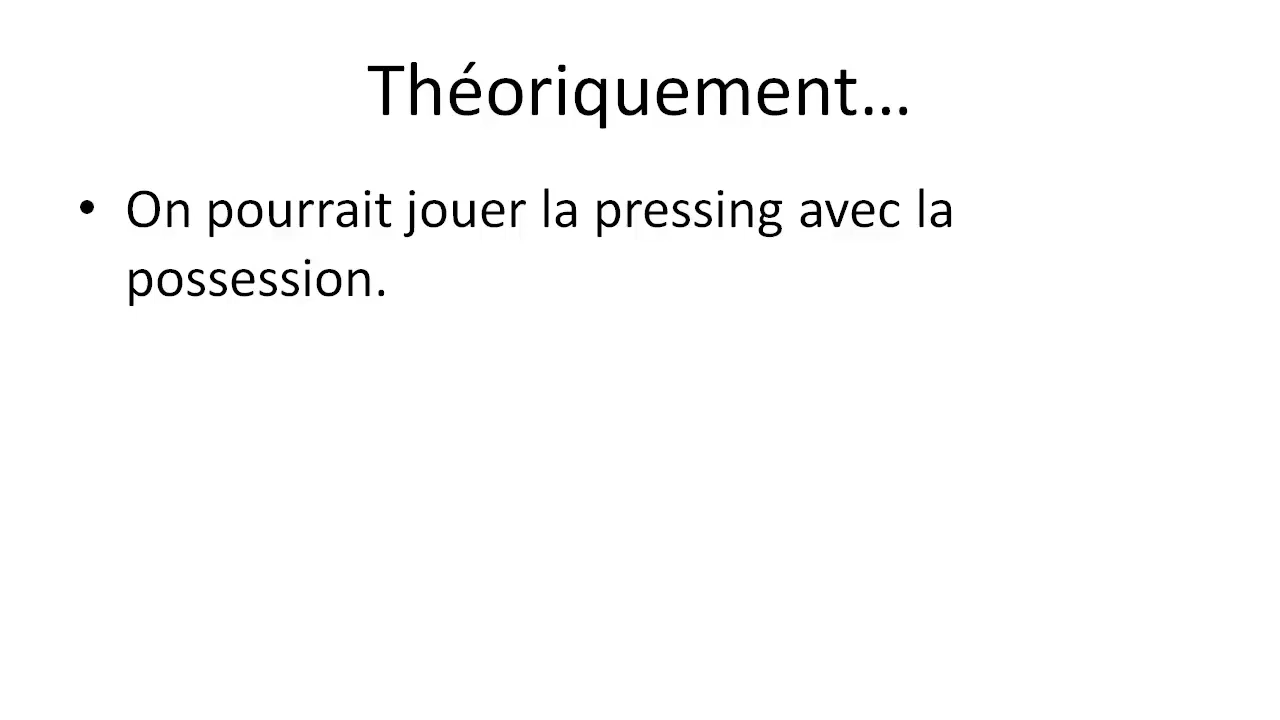 Théoriquement…
• On pourrait jouer la pressing avec la
possession.